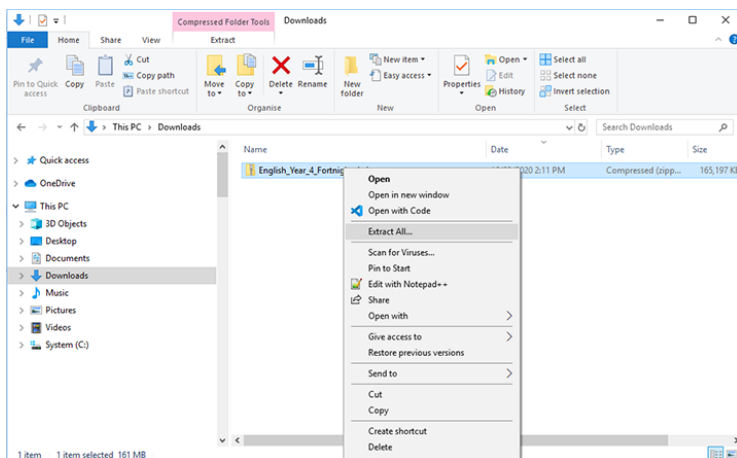 Compressed Folder Tools Downloads
File Home Share View Extract
Pin to Quick access
Copy
Paste
Cut
Copy path
Paste shortcut
Clipboard
Move to
Copy to
Delete
Rename
Organise
New folder
New item
Easy access
New
Properties
Open
Edit
History
Open
Select all
Select none
Invert selection
Select
This PC Downloads
Search Downloads
Name Date Type Size
Quick access
OneDrive
This PC
3D Objects
Desktop
Documents
Downloads
Music
Pictures
Videos
System (C:)
English_Year_4_Fortnig 2020 2:11 PM Compressed (zipp... 165,197 K
Open
Open in new window
Open with Code
Extract All...
Scan for Viruses...
Pin to Start
Edit with Notepad++
Share
Open with
Give access to
Restore previous versions
Send to
Cut
Copy
Create shortcut
Delete
1 item 1 item selected 161 MB